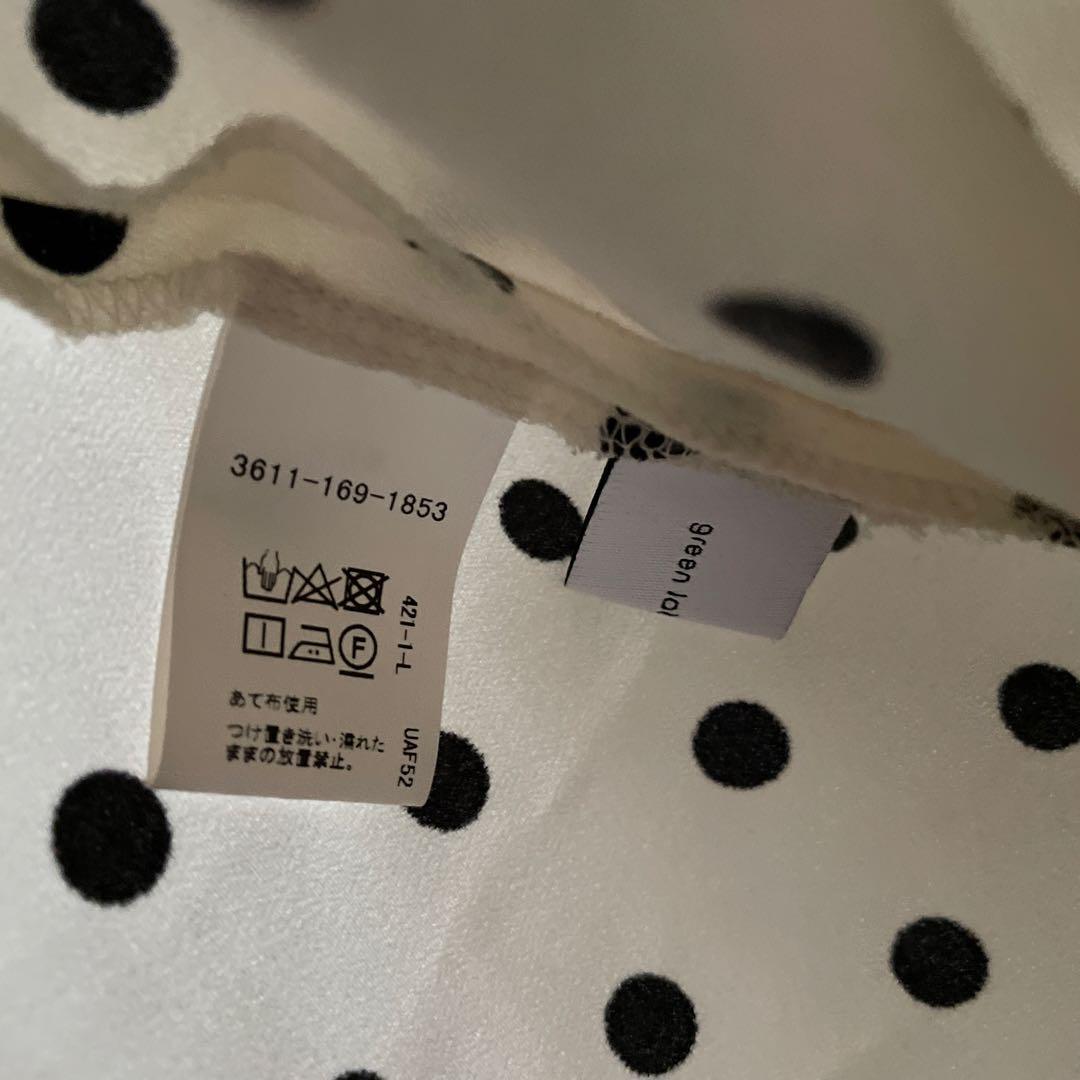 3611-169-1853
F
421-1-L
あて布使用
つけ置き洗い・濡れた
ままの放置禁止。
UAF52
green